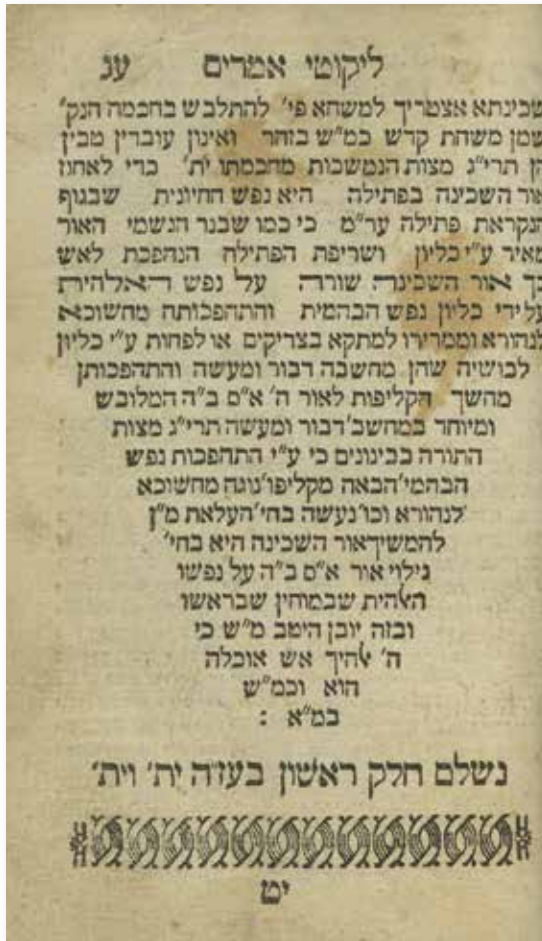 ליקוטי אמרים עג
שכינתא אצטריך למשחא פי׳ להתלבש בחכמה הנק׳
שמן משחת קדש כמ״ש בזהר ואינון עובדין טבין
הן תרי״ג מצות הנמשכות מחכמתו ית׳ כדי לאחוז
אור השכינה בפתילה היא נפש החיונית שבגוף
הנקראת פתילה עד״מ כי כמו שבנר הגשמי האור
מאיר ע״י כליון ושריפת הפתילה הנהפכת לאש
כך אור השכינה שורה על נפש האלהית
על ידי כליון נפש הבהמית והתהפכותה מחשוכא
לנהורא וממרירו למתקא בצדיקים או לפחות ע״י כליון
לבושיה שהן מחשבה דבור ומעשה והתהפכותן
מחשך הקליפות לאור ה׳ א״ס ב״ה המלובש
ומיוחד במחשב׳ דבור ומעשה תרי״ג מצות
התורה בבינונים כי ע״י התהפכות נפש
הבהמי׳ הבאה מקליפו׳ נוגה מחשוכא
לנהורא וכו׳ נעשה בחי׳ העלאת מ״ן
להמשיך אור השכינה היא בחי׳
גילוי אור א״ס ב״ה על נפשו
האלהית שבמוחין שבראשו
ובזה יובן היטב מ״ש כי
ה׳ אלהיך אש אוכלה
הוא וכמ״ש
במ״א :
נשלם חלק ראשון בעז״ה ית׳ וית׳
יט